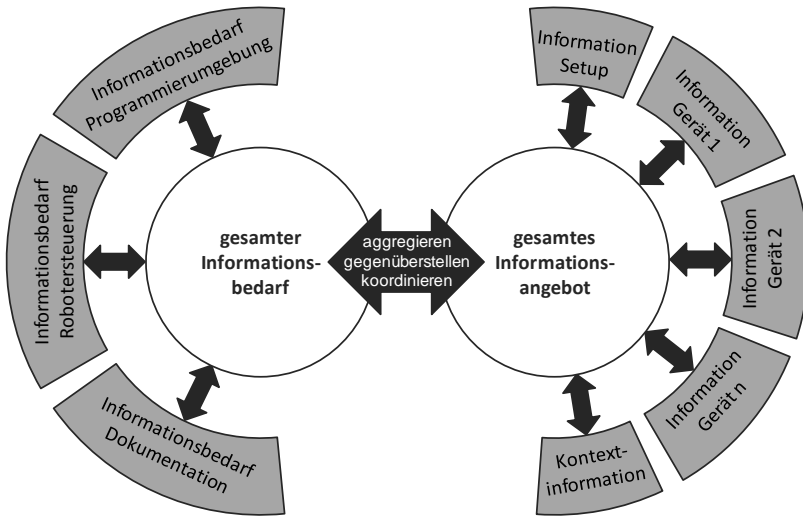 Informationsbedarf
Programmierumgebung
Informationsbedarf
Robotersteuerung
Informationsbedarf
Dokumentation
gesamter
Informations-
bedarf
aggregieren
gegenüberstellen
koordinieren
gesamtes
Informations-
angebot
Information
Setup
Information
Gerät 1
Information
Gerät 2
Information
Gerät n
Kontext-
information